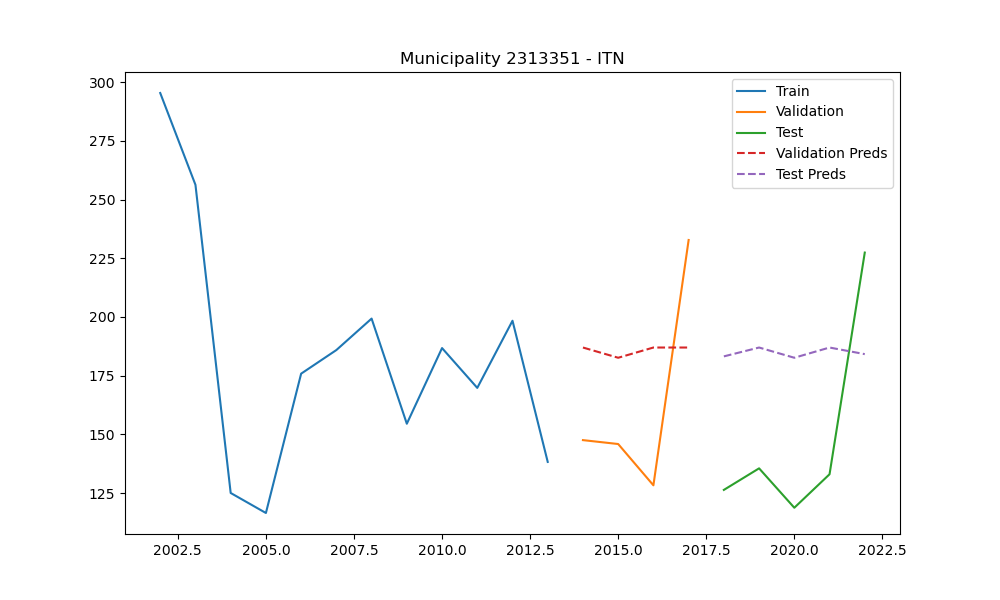 Municipality 2313351 - ITN
300
275
250
225
200
175
150
125
2002.5 2005.0 2007.5 2010.0 2012.5 2015.0 2017.5 2020.0 2022.5
Train
Validation
Test
Validation Preds
Test Preds